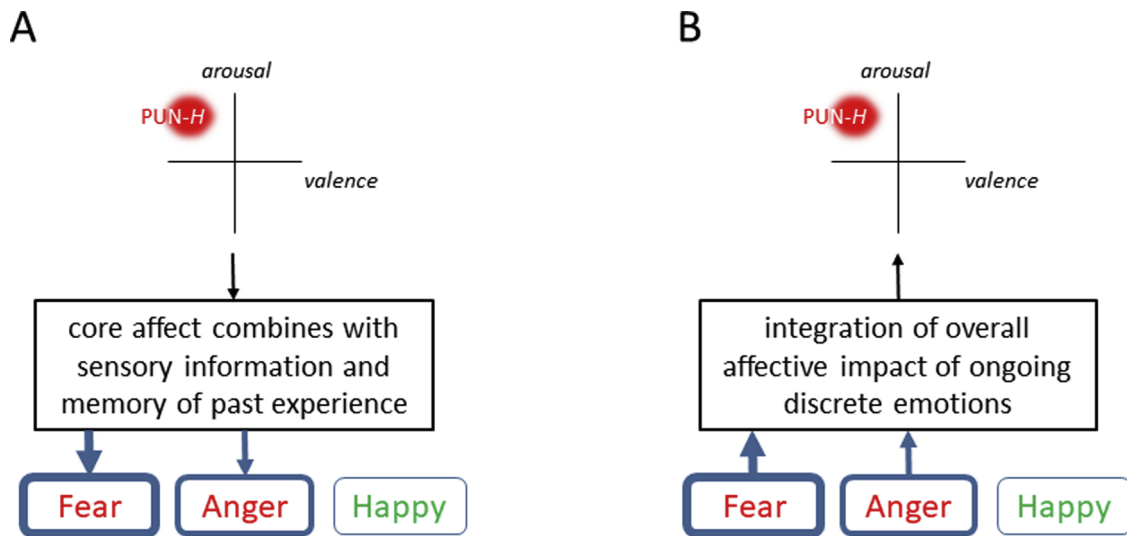 A
arousal
PUN-H
valence
core affect combines with
sensory information and
memory of past experience
Fear
Anger
Happy
B
arousal
PUN-H
valence
integration of overall
affective impact of ongoing
discrete emotions
Fear
Anger
Happy